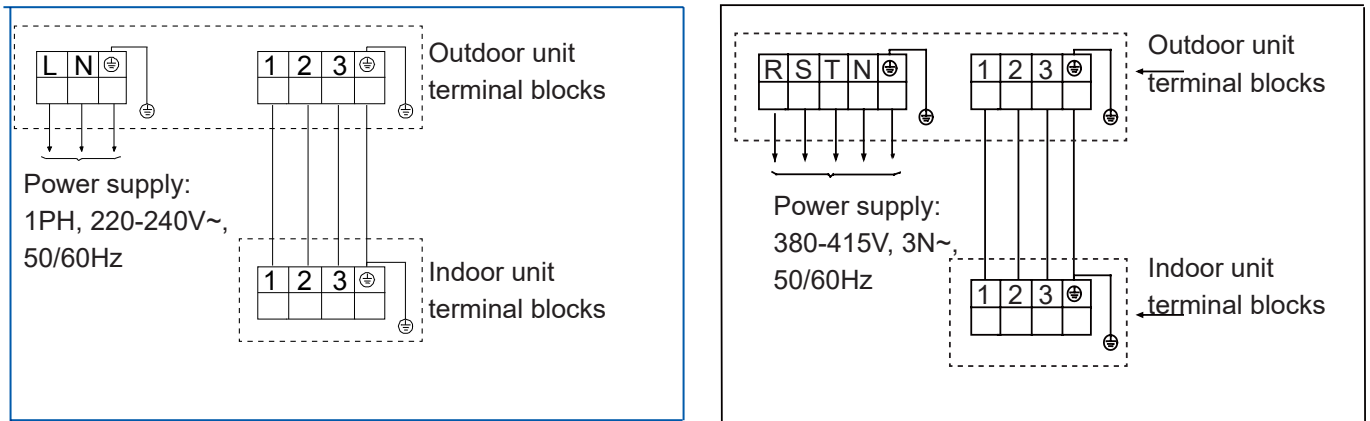 L N
1 2 3
Outdoor unit
terminal blocks
Power supply:
1PH, 220-240V~,
50/60Hz
1 2 3
Indoor unit
terminal blocks
R S T N
1 2 3
Outdoor unit
terminal blocks
Power supply:
380-415V, 3N~,
50/60Hz
1 2 3
Indoor unit
terminal blocks